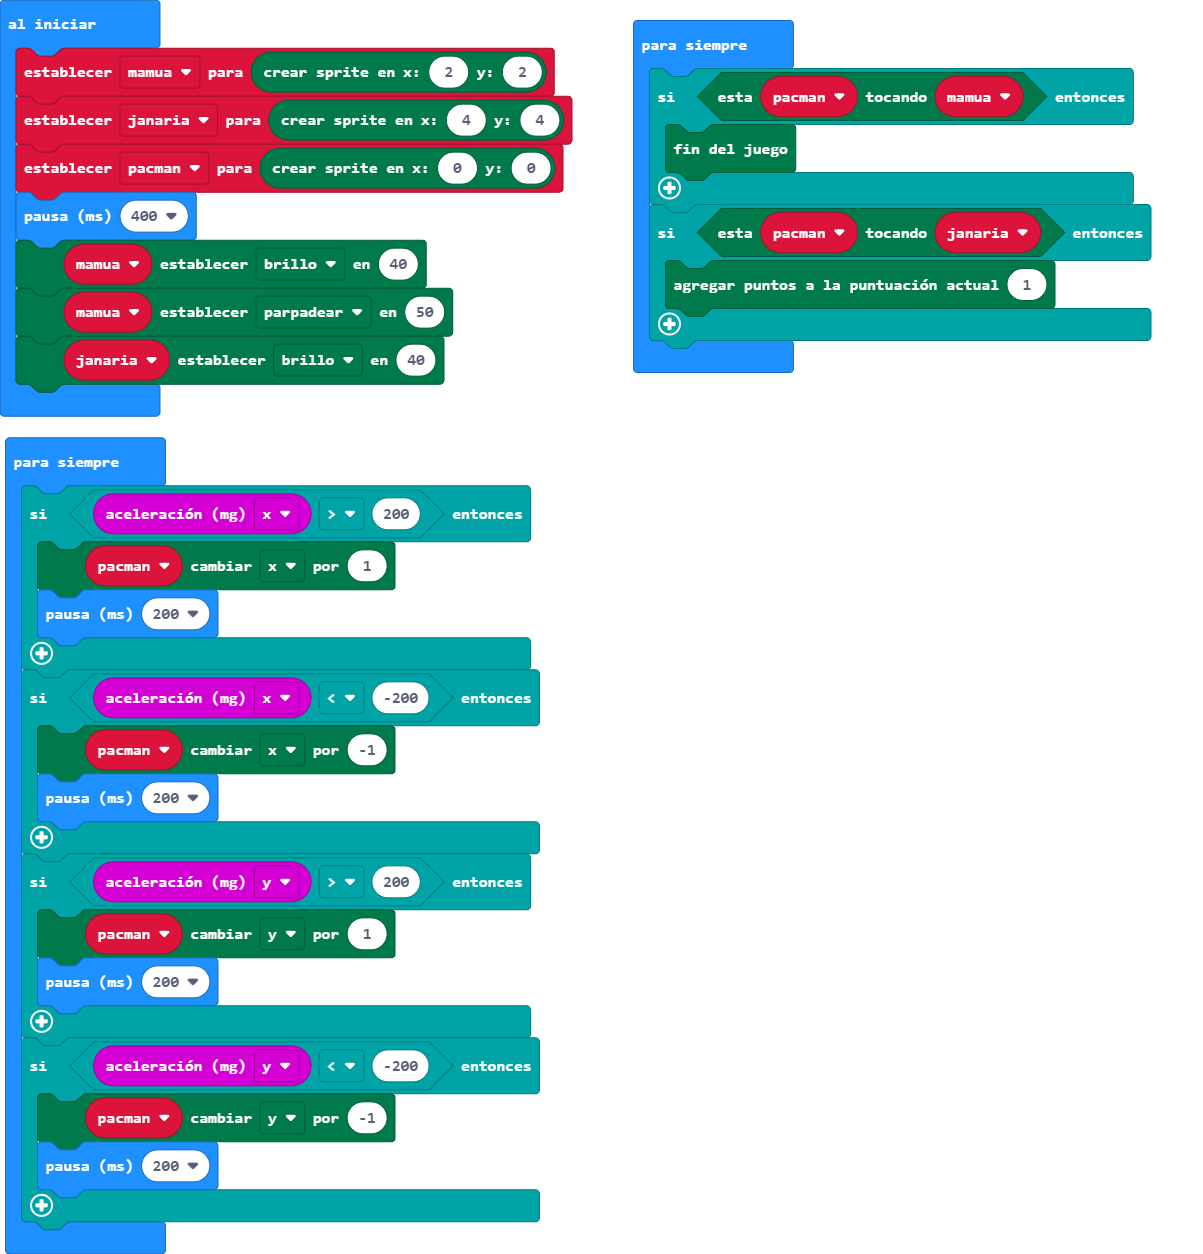 al iniciar
establecer mamua para crear sprite en x: 2 y: 2
establecer janaria para crear sprite en x: 4 y: 4
establecer pacman para crear sprite en x: 0 y: 0
pausa (ms) 400
mamua establecer brillo en 40
mamua establecer parpadear en 50
janaria establecer brillo en 40
para siempre
si esta pacman tocando mamua entonces
fin del juego
si esta pacman tocando janaria entonces
agregar puntos a la puntuación actual 1
para siempre
si aceleración (mg) x > 200 entonces
pacman cambiar x por 1
pausa (ms) 200
si aceleración (mg) x < -200 entonces
pacman cambiar x por -1
pausa (ms) 200
si aceleración (mg) y > 200 entonces
pacman cambiar y por 1
pausa (ms) 200
si aceleración (mg) y < -200 entonces
pacman cambiar y por -1
pausa (ms) 200